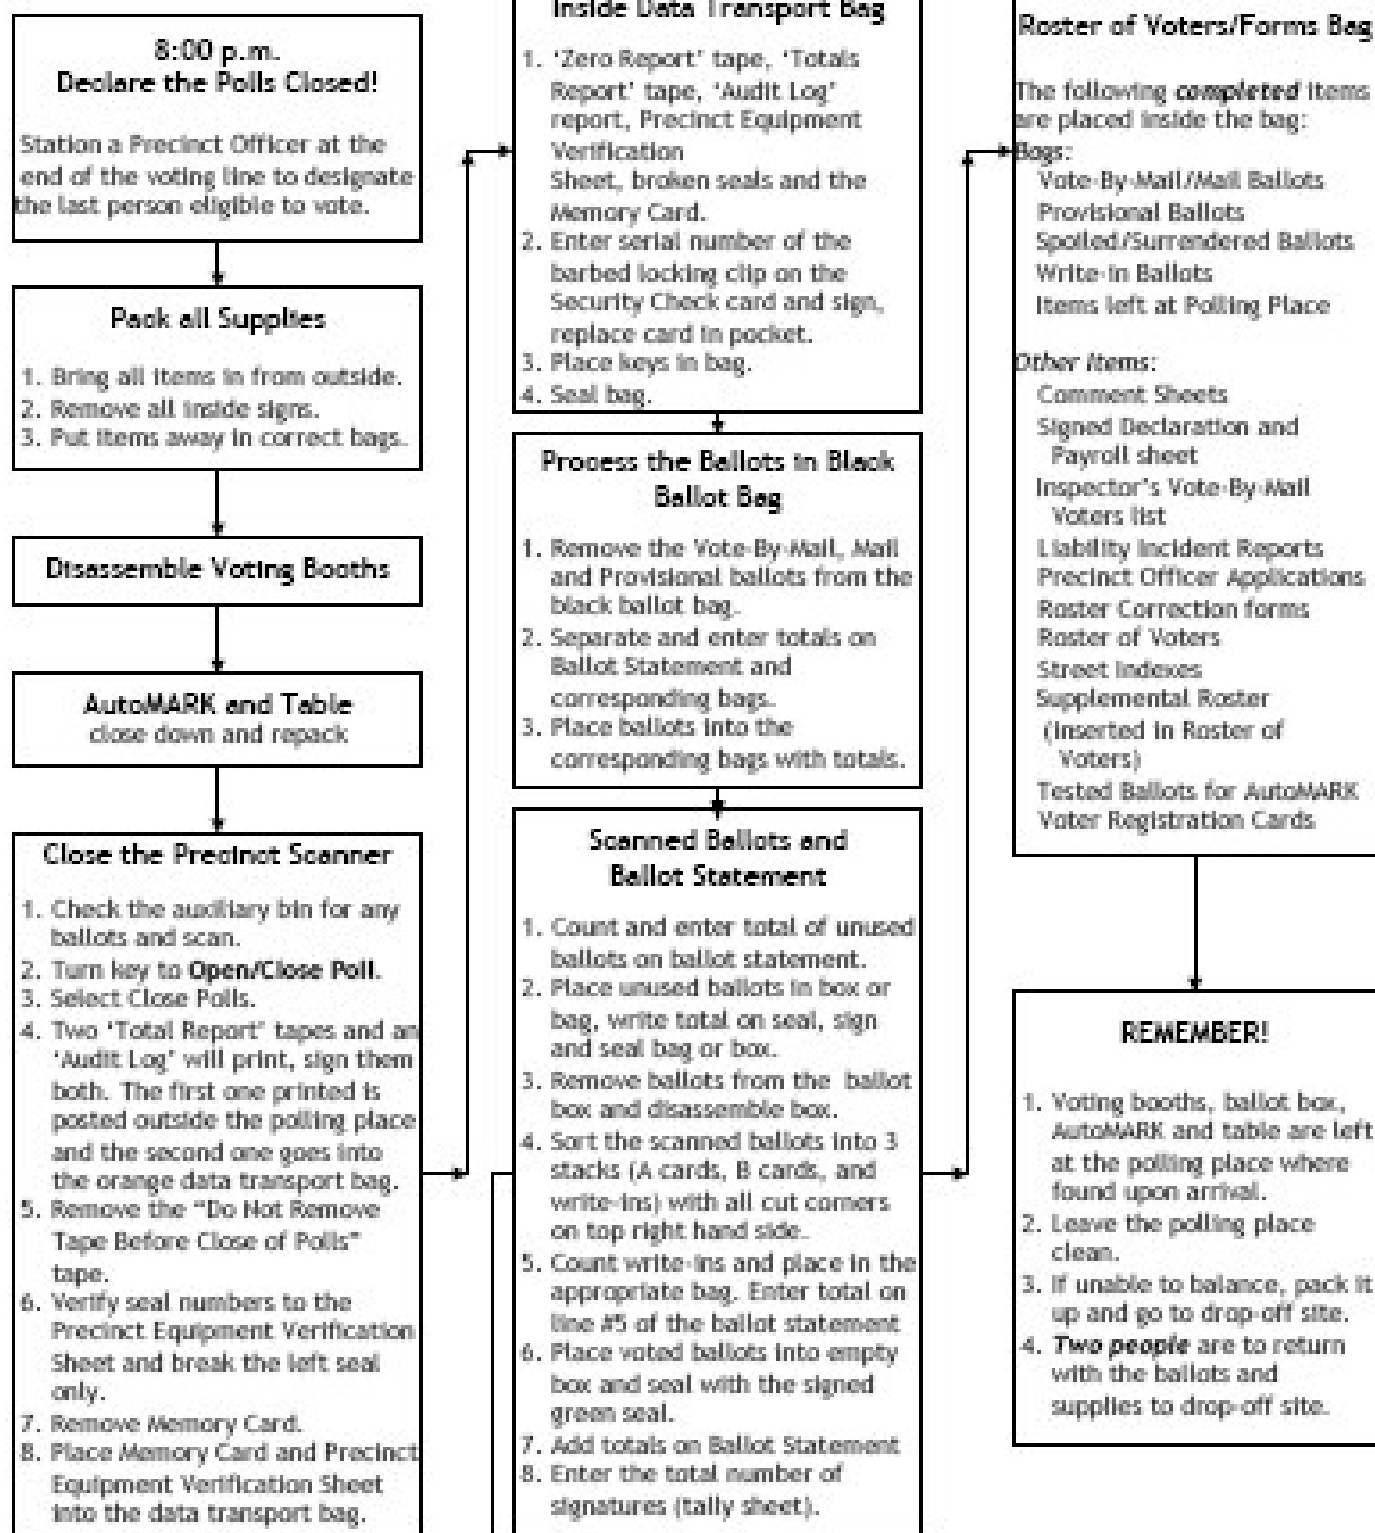 8:00 p.m.
Declare the Polls Closed!
Station a Precinct Officer at the
end of the voting line to designate
the last person eligible to vote.
Pack all Supplies
1. Bring all items in from outside.
2. Remove all inside signs.
3. Put items away in correct bags.
Disassemble Voting Booths
AutoMARK and Table
close down and repack
Close the Precinct Scanner
1. Check the auxiliary bin for any
ballots and scan.
2. Turn key to Open/Close Poll.
3. Select Close Polls.
4. Two 'Total Report' tapes and an
'Audit Log' will print, sign them
both. The first one printed is
posted outside the polling place
and the second one goes into
the orange data transport bag.
5. Remove the "Do Not Remove
Tape Before Close of Polls"
tape.
6. Verify seal numbers to the
Precinct Equipment Verification
Sheet and break the left seal
only.
7. Remove Memory Card.
8. Place Memory Card and Precinct
Equipment Verification Sheet
into the data transport bag.
Inside Data Transport Bag
1. 'Zero Report' tape, 'Totals
Report' tape, 'Audit Log'
report, Precinct Equipment
Verification
Sheet, broken seals and the
Memory Card.
2. Enter serial number of the
barbed locking clip on the
Security Check card and sign,
replace card in pocket.
3. Place keys in bag.
4. Seal bag.
Process the Ballots in Black
Ballot Bag
1. Remove the Vote-By-Mail, Mail
and Provisional ballots from the
black ballot bag.
2. Separate and enter totals on
Ballot Statement and
corresponding bags.
3. Place ballots into the
corresponding bags with totals.
Scanned Ballots and
Ballot Statement
1. Count and enter total of unused
ballots on ballot statement.
2. Place unused ballots in box or
bag, write total on seal, sign
and seal bag or box.
3. Remove ballots from the ballot
box and disassemble box.
4. Sort the scanned ballots into 3
stacks (A cards, B cards, and
write-ins) with all cut corners
on top right hand side.
5. Count write-ins and place in the
appropriate bag. Enter total on
line #5 of the ballot statement
6. Place voted ballots into empty
box and seal with the signed
green seal.
7. Add totals on Ballot Statement
8. Enter the total number of
signatures (tally sheet).
Roster of Voters/Forms Bag
The following completed items
are placed inside the bag:
Bags:
Vote-By-Mail/Mail Ballots
Provisional Ballots
Spoiled/Surrendered Ballots
Write-in Ballots
Items left at Polling Place
Other Items:
Comment Sheets
Signed Declaration and
Payroll sheet
Inspector's Vote-By-Mail
Voters list
Liability Incident Reports
Precinct Officer Applications
Roster Correction forms
Roster of Voters
Street Indexes
Supplemental Roster
(inserted in Roster of
Voters)
Tested Ballots for AutoMARK
Voter Registration Cards
REMEMBER!
1. Voting booths, ballot box,
AutoMARK and table are left
at the polling place where
found upon arrival.
2. Leave the polling place
clean.
3. If unable to balance, pack it
up and go to drop-off site.
4. Two people are to return
with the ballots and
supplies to drop-off site.